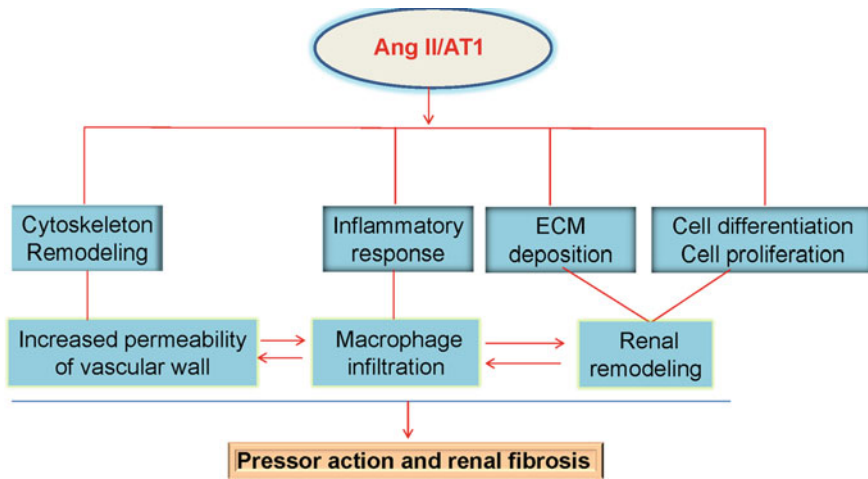 Ang II/AT1
Cytoskeleton
Remodeling
Inflammatory
response
ECM
deposition
Cell differentiation
Cell proliferation
Increased permeability
of vascular wall
Macrophage
infiltration
Renal
remodeling
Pressor action and renal fibrosis